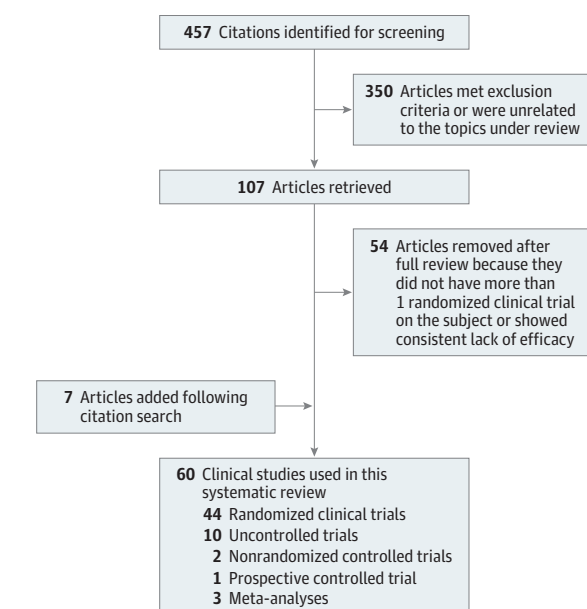 457 Citations identified for screening
350 Articles met exclusion
criteria or were unrelated
to the topics under review
107 Articles retrieved
54 Articles removed after
full review because they
did not have more than
1 randomized clinical trial
on the subject or showed
consistent lack of efficacy
7 Articles added following
citation search
60 Clinical studies used in this
systematic review
44 Randomized clinical trials
10 Uncontrolled trials
2 Nonrandomized controlled trials
1 Prospective controlled trial
3 Meta-analyses